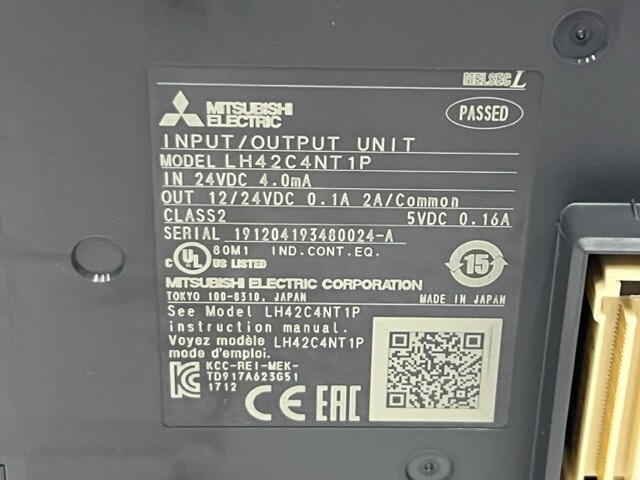 MELSEC L
MITSUBISHI
ELECTRIC
PASSED
INPUT/OUTPUT UNIT
MODEL LH42C4NT1P
IN 24VDC 4.0mA
OUT 12/24VDC 0.1A 2A/Common
CLASS2 5VDC 0.16A
SERIAL 191204193480024-A
C UL US LISTED 80M1 IND.CONT.EQ.
15
MITSUBISHI ELECTRIC CORPORATION
TOKYO 100-8310, JAPAN MADE IN JAPAN
See Model LH42C4NT1P
instruction manual.
Voyez modèle LH42C4NT1P
mode d'emploi.
KCC-REI-MEK-
TD917A623G51
1712
CE EAC